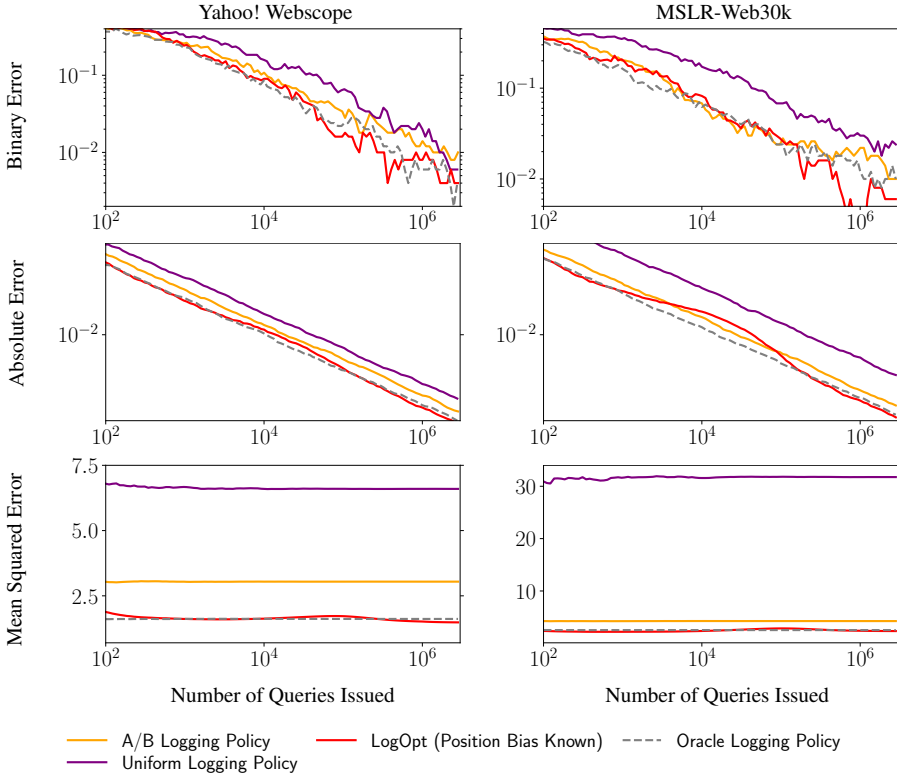 Yahoo! Webscope
MSLR-Web30k
Binary Error
10^-1
10^-2
10^2
10^4
10^6
10^-1
10^-2
10^2
10^4
10^6
Absolute Error
10^-2
10^2
10^4
10^6
10^-2
10^2
10^4
10^6
Mean Squared Error
7.5
5.0
2.5
10^2
10^4
10^6
30
20
10
10^2
10^4
10^6
Number of Queries Issued
Number of Queries Issued
A/B Logging Policy
LogOpt (Position Bias Known)
Oracle Logging Policy
Uniform Logging Policy